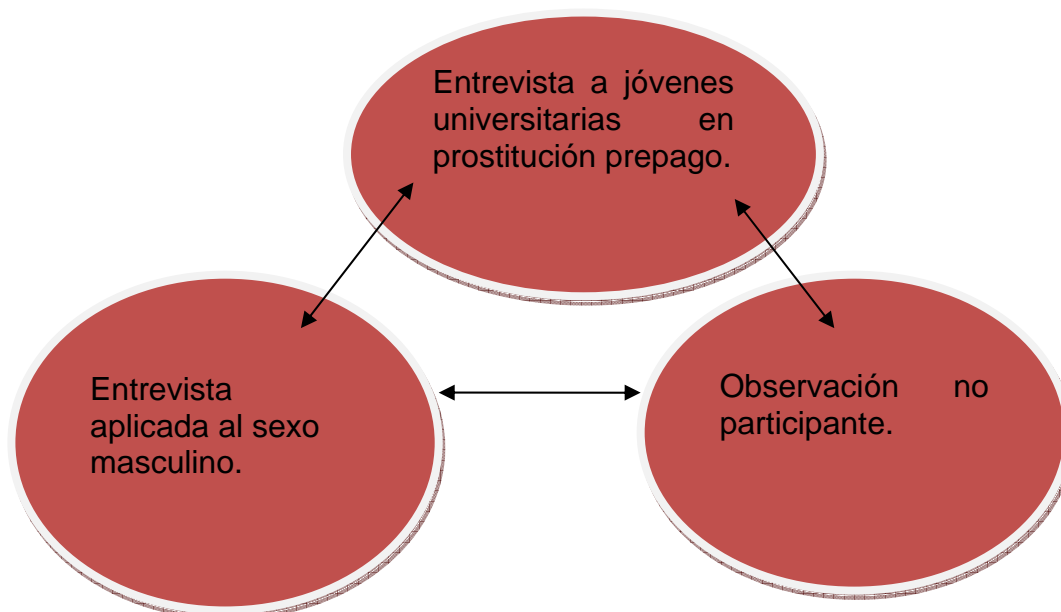 Entrevista a jóvenes
universitarias en
prostitución prepago.
Entrevista
aplicada al sexo
masculino.
Observación no
participante.